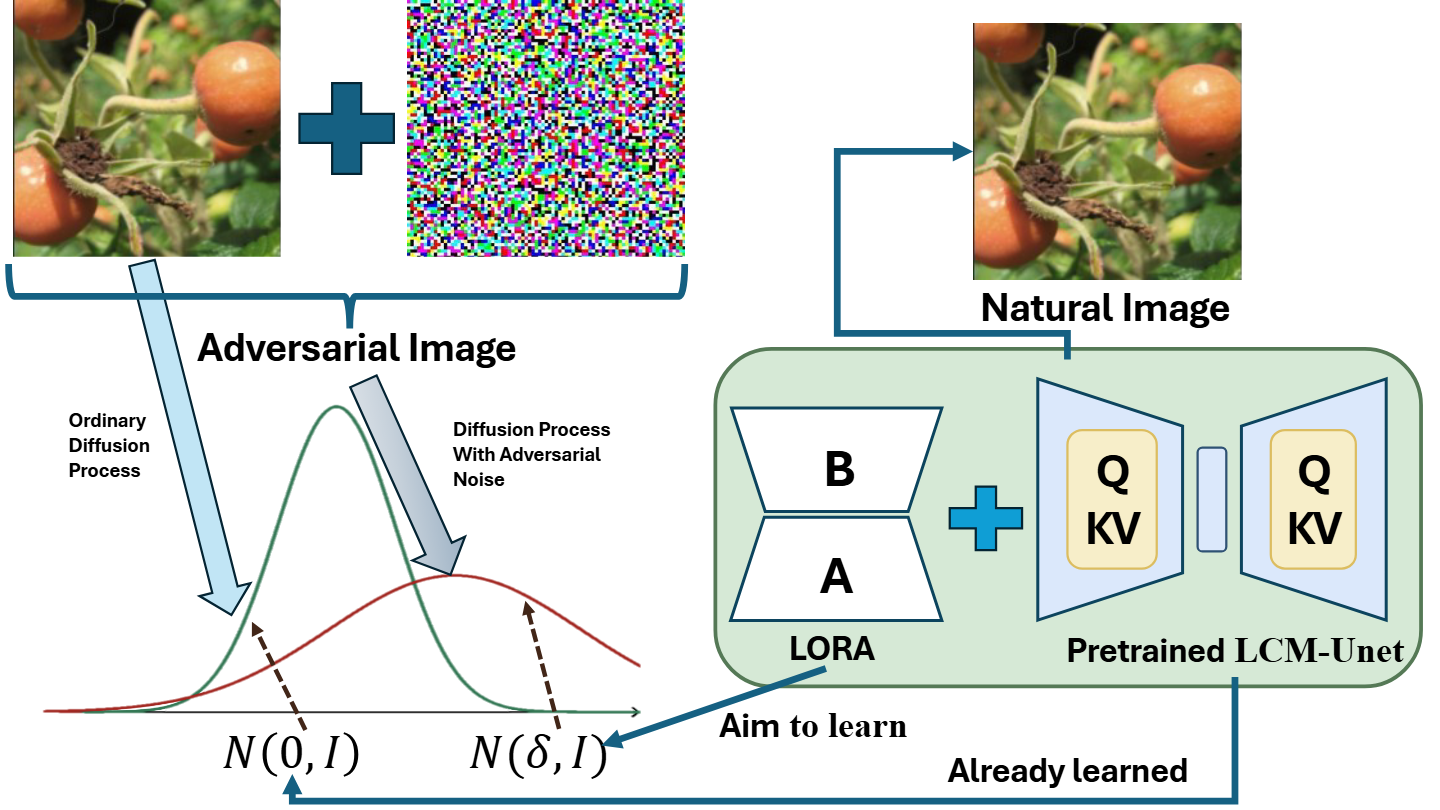 Adversarial Image
Natural Image
Ordinary
Diffusion
Process
Diffusion Process
With Adversarial
Noise
B
A
LORA
Q
KV
Q
KV
Pretrained LCM-Unet
N(0, I)
N(δ, I)
Aim to learn
Already learned